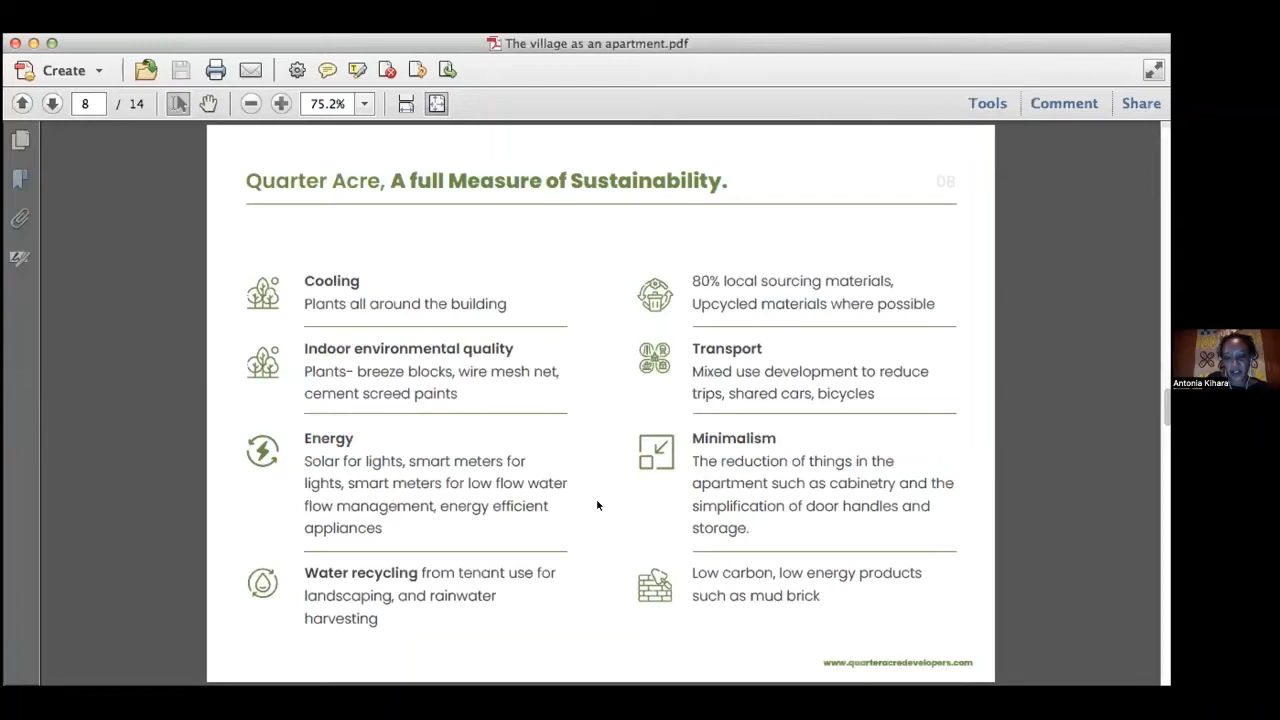 The village as an apartment.pdf
Create
8 / 14
75.2%
Tools
Comment
Share
Quarter Acre, A full Measure of Sustainability.
08
Cooling
Plants all around the building
Indoor environmental quality
Plants- breeze blocks, wire mesh net,
cement screed paints
Energy
Solar for lights, smart meters for
lights, smart meters for low flow water
flow management, energy efficient
appliances
Water recycling from tenant use for
landscaping, and rainwater
harvesting
80% local sourcing materials,
Upcycled materials where possible
Transport
Mixed use development to reduce
trips, shared cars, bicycles
Minimalism
The reduction of things in the
apartment such as cabinetry and the
simplification of door handles and
storage.
Low carbon, low energy products
such as mud brick
www.quarteracredevelopers.com
Antonia Kihara